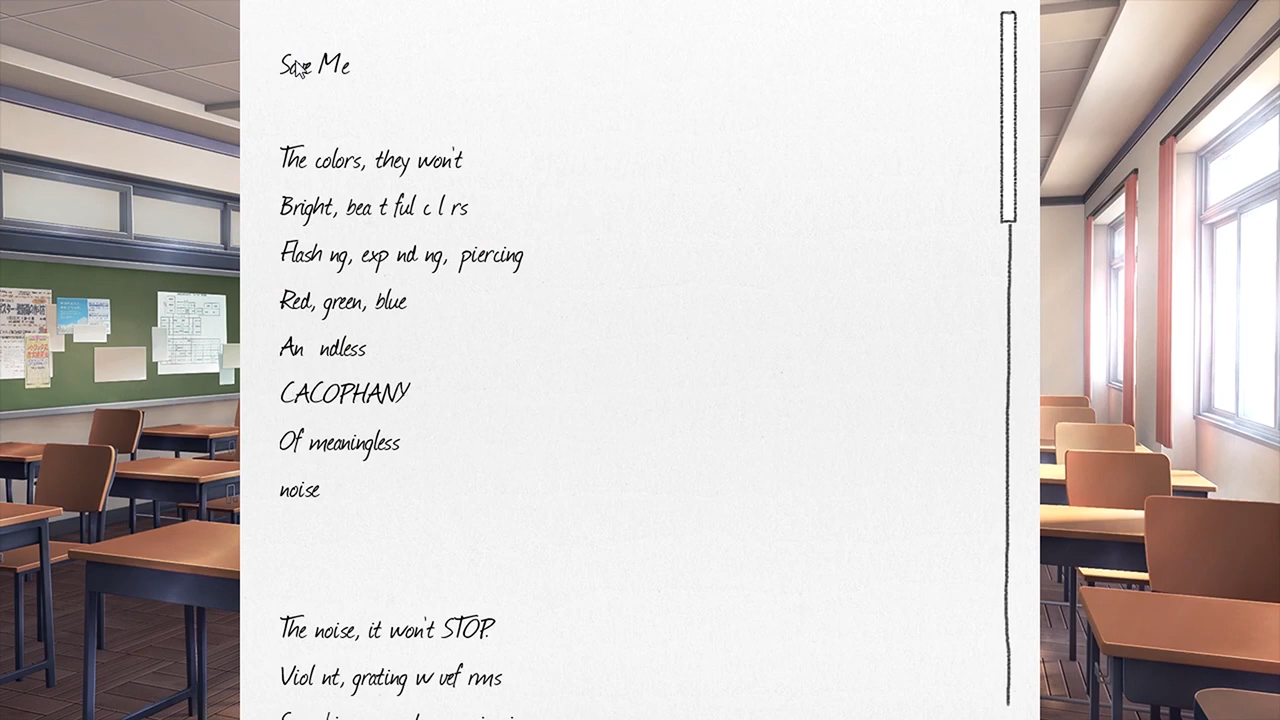 Save Me
The colors, they won't
Bright, bea t ful c l rs
Flash ng, exp nd ng, piercing
Red, green, blue
An ndless
CACOPHANY
Of meaningless
noise
The noise, it won't STOP.
Viol nt, grating w vef rms